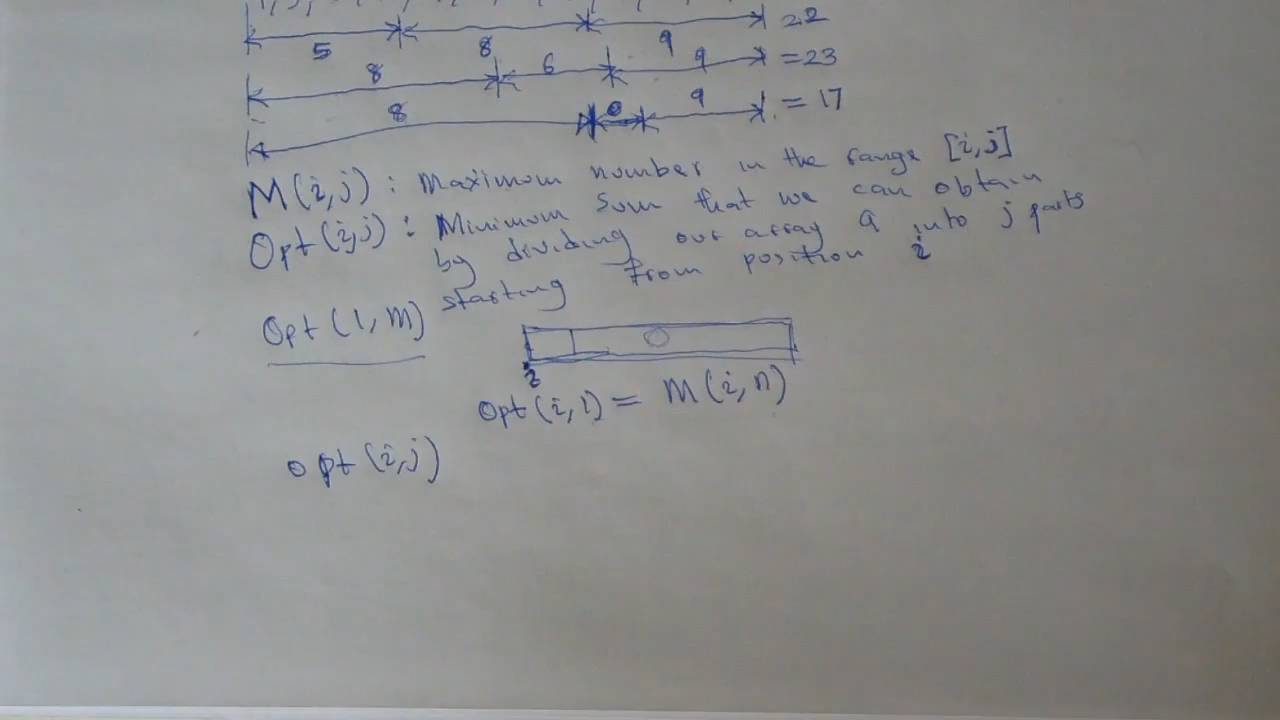 5 8 9 = 22
8 6 9 = 23
8 0 9 = 17
M(i,j) : Maximum number in the range [i,j]
Opt(i,j) : Minimum sum that we can obtain
by dividing our array a into j parts
starting from position i
Opt(1,M)
i
Opt(i,1) = M(i,n)
opt(i,j)